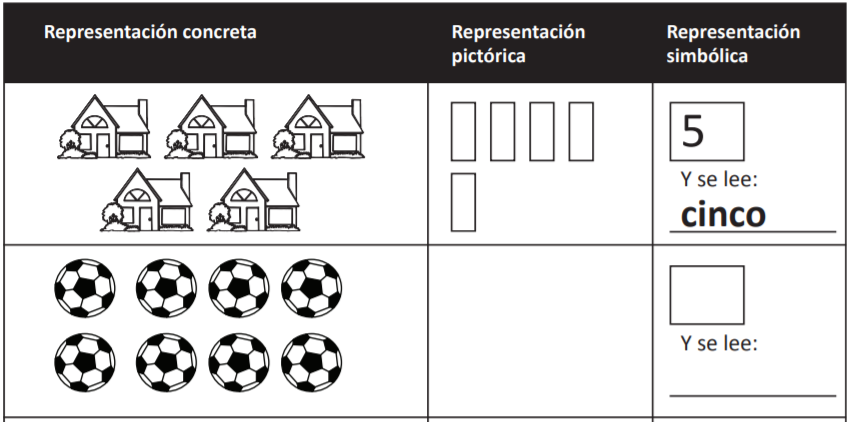 Representación concreta
Representación
pictórica
Representación
simbólica
5
Y se lee:
cinco
Y se lee: